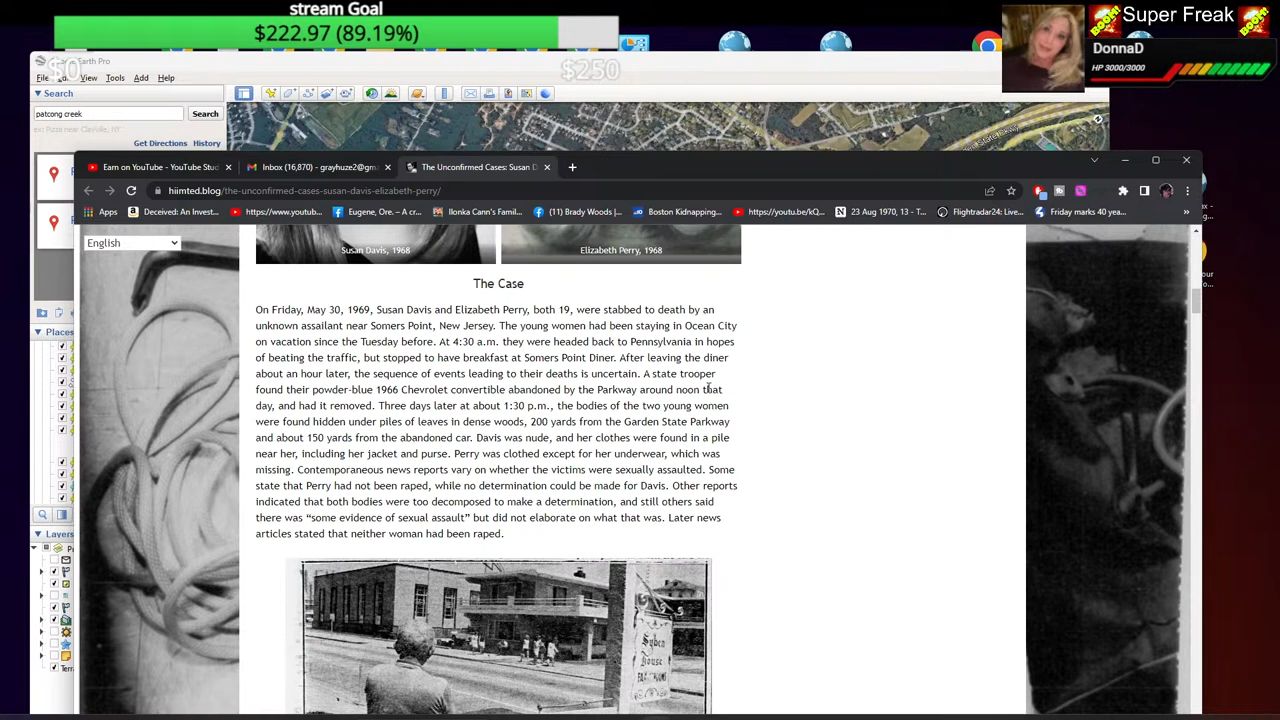 stream Goal
$222.97 (89.19%)
$0
$250
Super Freak
BOOM!
BOOM!
DonnaD
HP 3000/3000
Earth Pro
View Tools Add Help
Search
patcong creek
Search
Get Directions History
Earn on YouTube - YouTube Stud
Inbox (16,870) - grayhuze2@gm
The Unconfirmed Cases: Susan D
hiimted.blog/the-unconfirmed-cases-susan-davis-elizabeth-perry/
Apps
Deceived: An Invest...
https://www.youtub...
Eugene, Ore. – A cr...
Ilonka Cann's Famil...
(11) Brady Woods |...
Boston Kidnapping...
https://youtu.be/kQ...
23 Aug 1970, 13 - T...
Flightradar24: Live...
Friday marks 40 yea...
English
Susan Davis, 1968
Elizabeth Perry, 1968
The Case
On Friday, May 30, 1969, Susan Davis and Elizabeth Perry, both 19, were stabbed to death by an
unknown assailant near Somers Point, New Jersey. The young women had been staying in Ocean City
on vacation since the Tuesday before. At 4:30 a.m. they were headed back to Pennsylvania in hopes
of beating the traffic, but stopped to have breakfast at Somers Point Diner. After leaving the diner
about an hour later, the sequence of events leading to their deaths is uncertain. A state trooper
found their powder-blue 1966 Chevrolet convertible abandoned by the Parkway around noon that
day, and had it removed. Three days later at about 1:30 p.m., the bodies of the two young women
were found hidden under piles of leaves in dense woods, 200 yards from the Garden State Parkway
and about 150 yards from the abandoned car. Davis was nude, and her clothes were found in a pile
near her, including her jacket and purse. Perry was clothed except for her underwear, which was
missing. Contemporaneous news reports vary on whether the victims were sexually assaulted. Some
state that Perry had not been raped, while no determination could be made for Davis. Other reports
indicated that both bodies were too decomposed to make a determination, and still others said
there was “some evidence of sexual assault” but did not elaborate on what that was. Later news
articles stated that neither woman had been raped.
Places
Layers
Syben
House